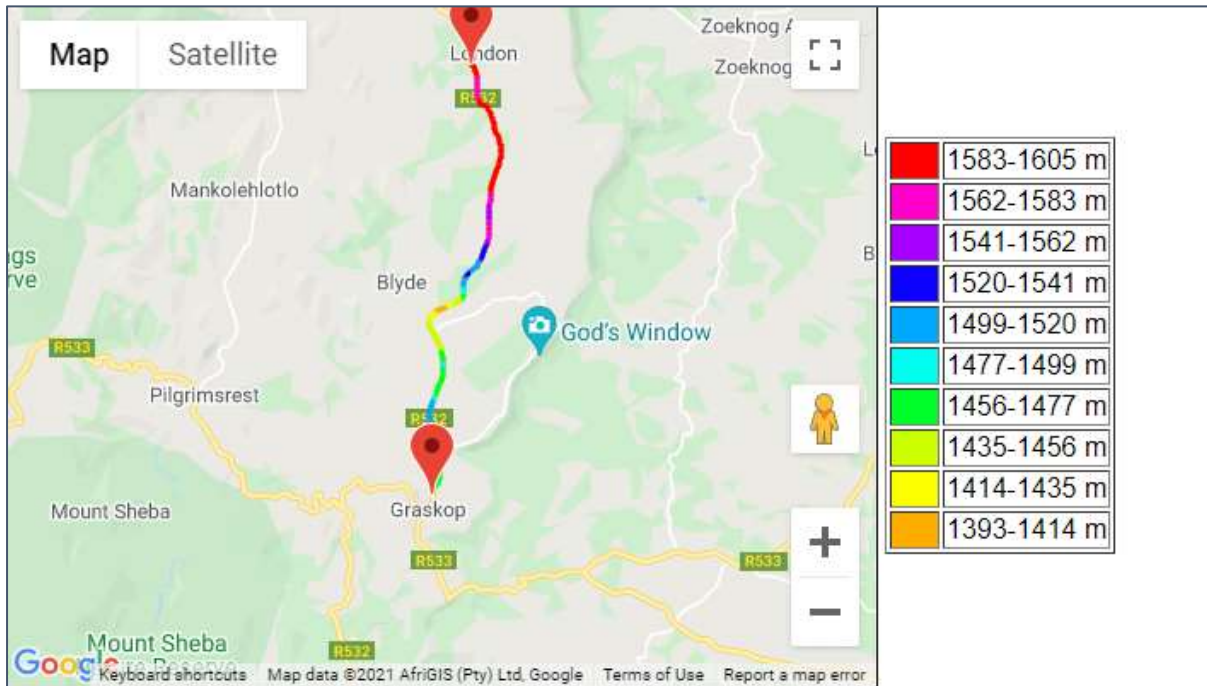 Map
Satellite
London
Zoeknog
Zoeknog
R532
Mankolehlotlo
Blyde
God's Window
R533
Pilgrimsrest
R532
Mount Sheba
Graskop
R533
R533
R532
Mount Sheba
Google
Keyboard shortcuts
Map data ©2021 AfriGIS (Pty) Ltd, Google
Terms of Use
Report a map error
1583-1605 m
1562-1583 m
1541-1562 m
1520-1541 m
1499-1520 m
1477-1499 m
1456-1477 m
1435-1456 m
1414-1435 m
1393-1414 m